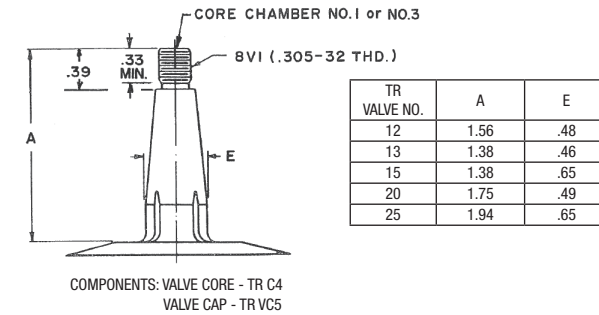 CORE CHAMBER NO.1 or NO.3
8V1 (.305-32 THD.)
.33
MIN.
.39
A
E
TR
VALVE NO. A E
12 1.56 .48
13 1.38 .46
15 1.38 .65
20 1.75 .49
25 1.94 .65
COMPONENTS: VALVE CORE - TR C4
VALVE CAP - TR VC5